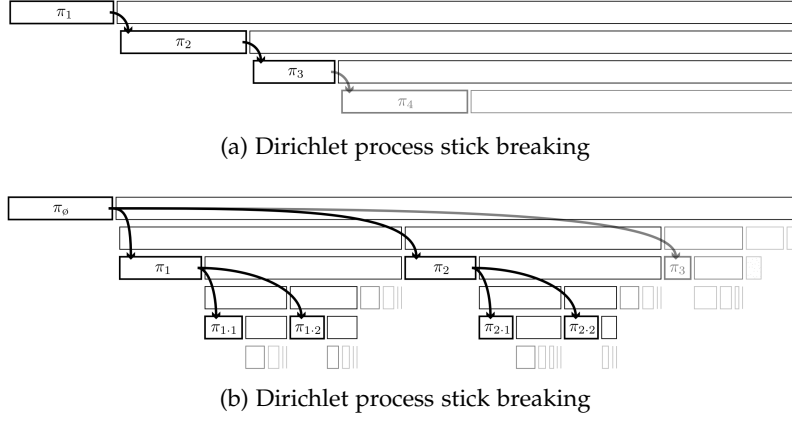 π₁
π₂
π₃
π₄
(a) Dirichlet process stick breaking
π_ø
π₁ π₂ π₃
π₁.₁ π₁.₂ π₂.₁ π₂.₂
(b) Dirichlet process stick breaking